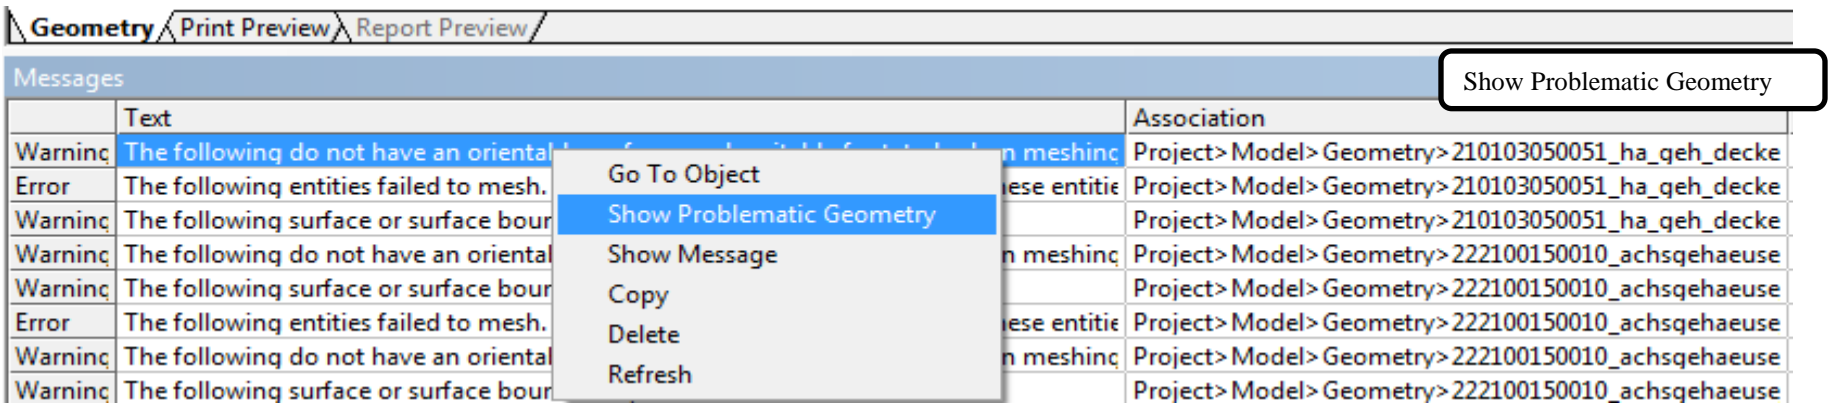 Geometry Print Preview Report Preview
Messages
Show Problematic Geometry
Text Association
Warning The following do not have an oriental n meshing Project>Model>Geometry>210103050051_ha_geh_decke
Go To Object
Error The following entities failed to mesh. ese entitie Project>Model>Geometry>210103050051_ha_geh_decke
Show Problematic Geometry
Warning The following surface or surface bour Project>Model>Geometry>210103050051_ha_geh_decke
Warning The following do not have an oriental n meshing Project>Model>Geometry>222100150010_achsgehaeuse
Show Message
Warning The following surface or surface bour Project>Model>Geometry>222100150010_achsgehaeuse
Copy
Error The following entities failed to mesh. ese entitie Project>Model>Geometry>222100150010_achsgehaeuse
Delete
Warning The following do not have an oriental n meshing Project>Model>Geometry>222100150010_achsgehaeuse
Refresh
Warning The following surface or surface bour Project>Model>Geometry>222100150010_achsgehaeuse